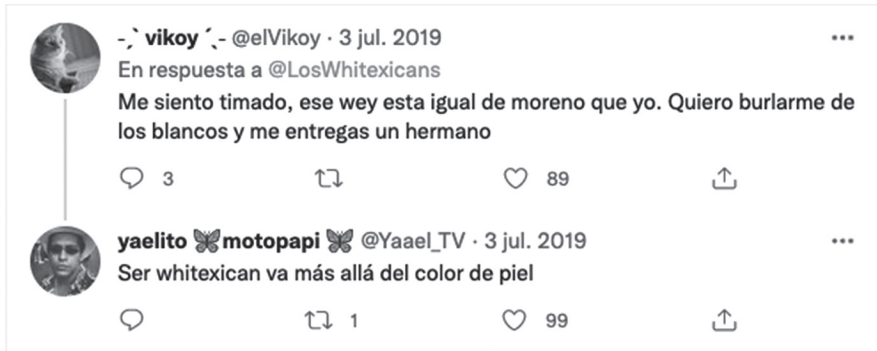 -ˏˋ vikoy ˊˎ- @elVikoy · 3 jul. 2019
En respuesta a @LosWhitexicans
Me siento timado, ese wey esta igual de moreno que yo. Quiero burlarme de
los blancos y me entregas un hermano
3 89
yaelito 🦋motopapi 🦋 @Yaael_TV · 3 jul. 2019
Ser whitexican va más allá del color de piel
1 99